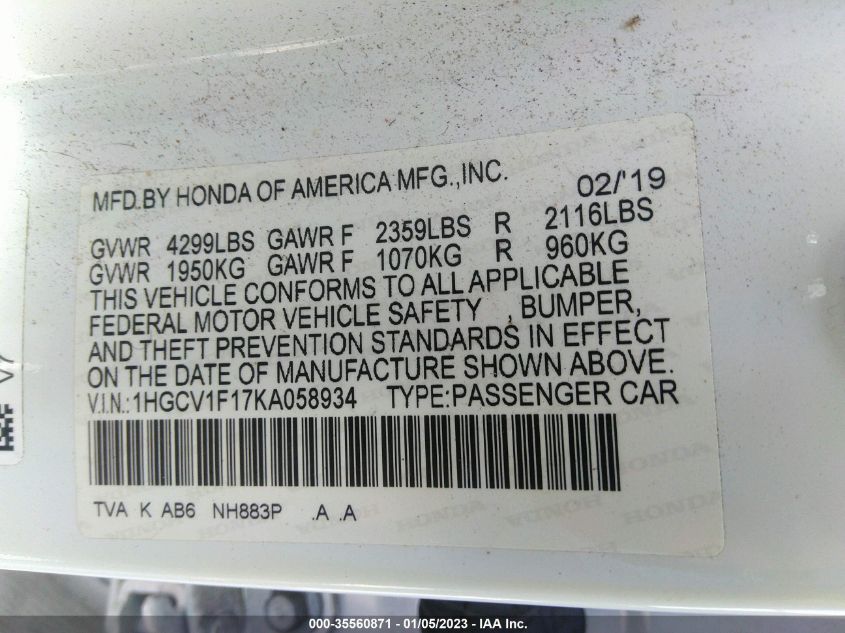 MFD.BY HONDA OF AMERICA MFG.,INC. 02/'19
GVWR 4299LBS GAWR F 2359LBS R 2116LBS
GVWR 1950KG GAWR F 1070KG R 960KG
THIS VEHICLE CONFORMS TO ALL APPLICABLE
FEDERAL MOTOR VEHICLE SAFETY , BUMPER,
AND THEFT PREVENTION STANDARDS IN EFFECT
ON THE DATE OF MANUFACTURE SHOWN ABOVE.
V.I.N.:1HGCV1F17KA058934 TYPE:PASSENGER CAR
TVA K AB6 NH883P .A .A
HONDA HONDA HONDA
000-35560871 - 01/05/2023 - IAA Inc.